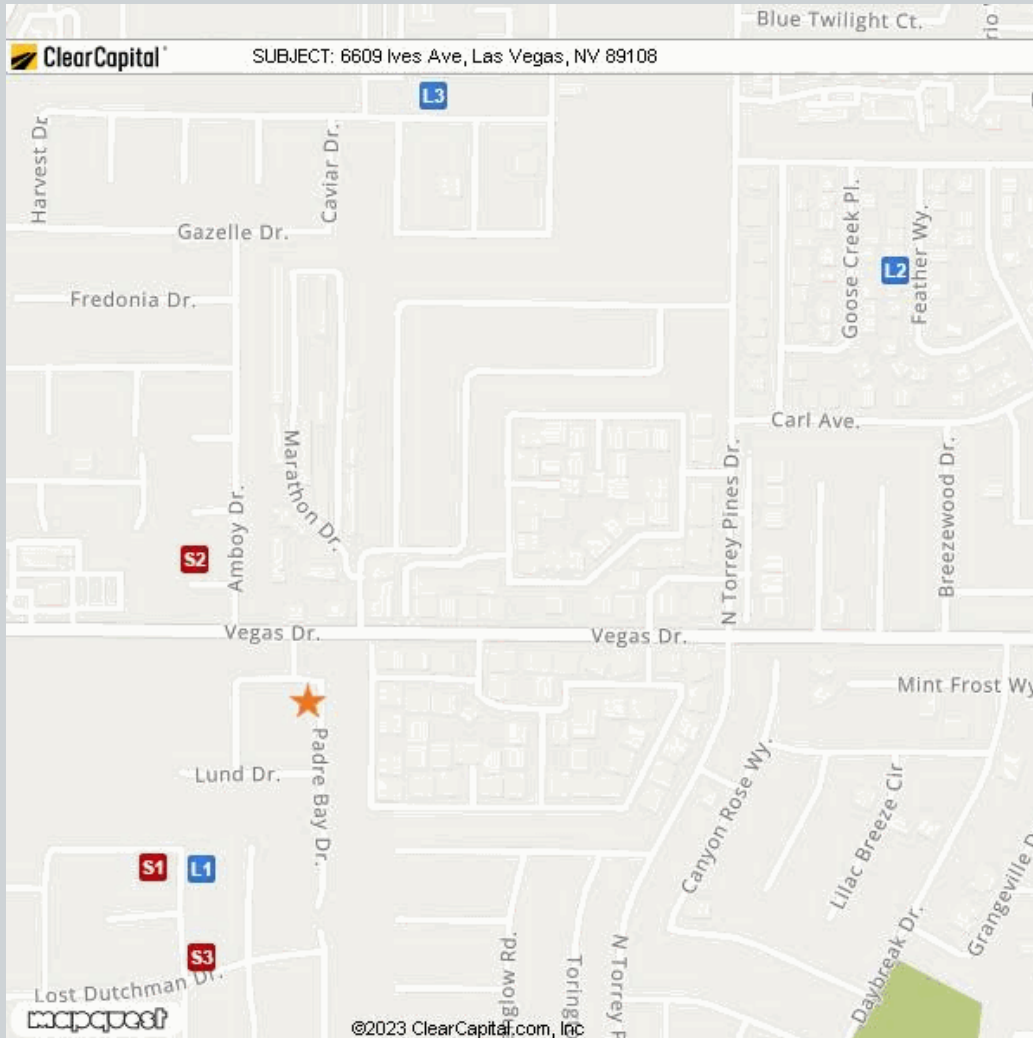 Blue Twilight Ct.
ClearCapital
SUBJECT: 6609 Ives Ave, Las Vegas, NV 89108
L3
Harvest Dr
Caviar Dr.
Gazelle Dr.
Goose Creek Pl.
Feather Wy.
L2
Fredonia Dr.
Carl Ave.
Marathon Dr.
N Torrey Pines Dr.
Breezewood Dr.
Amboy Dr.
S2
Vegas Dr.
Vegas Dr.
Mint Frost Wy
Padre Bay Dr.
Lund Dr.
Canyon Rose Wy.
Lilac Breeze Cir
S1
L1
Grangeville D
S3
Lost Dutchman Dr.
nglow Rd.
Toring
N Torrey P
Daybreak Dr.
mapquest
©2023 ClearCapital.com, Inc